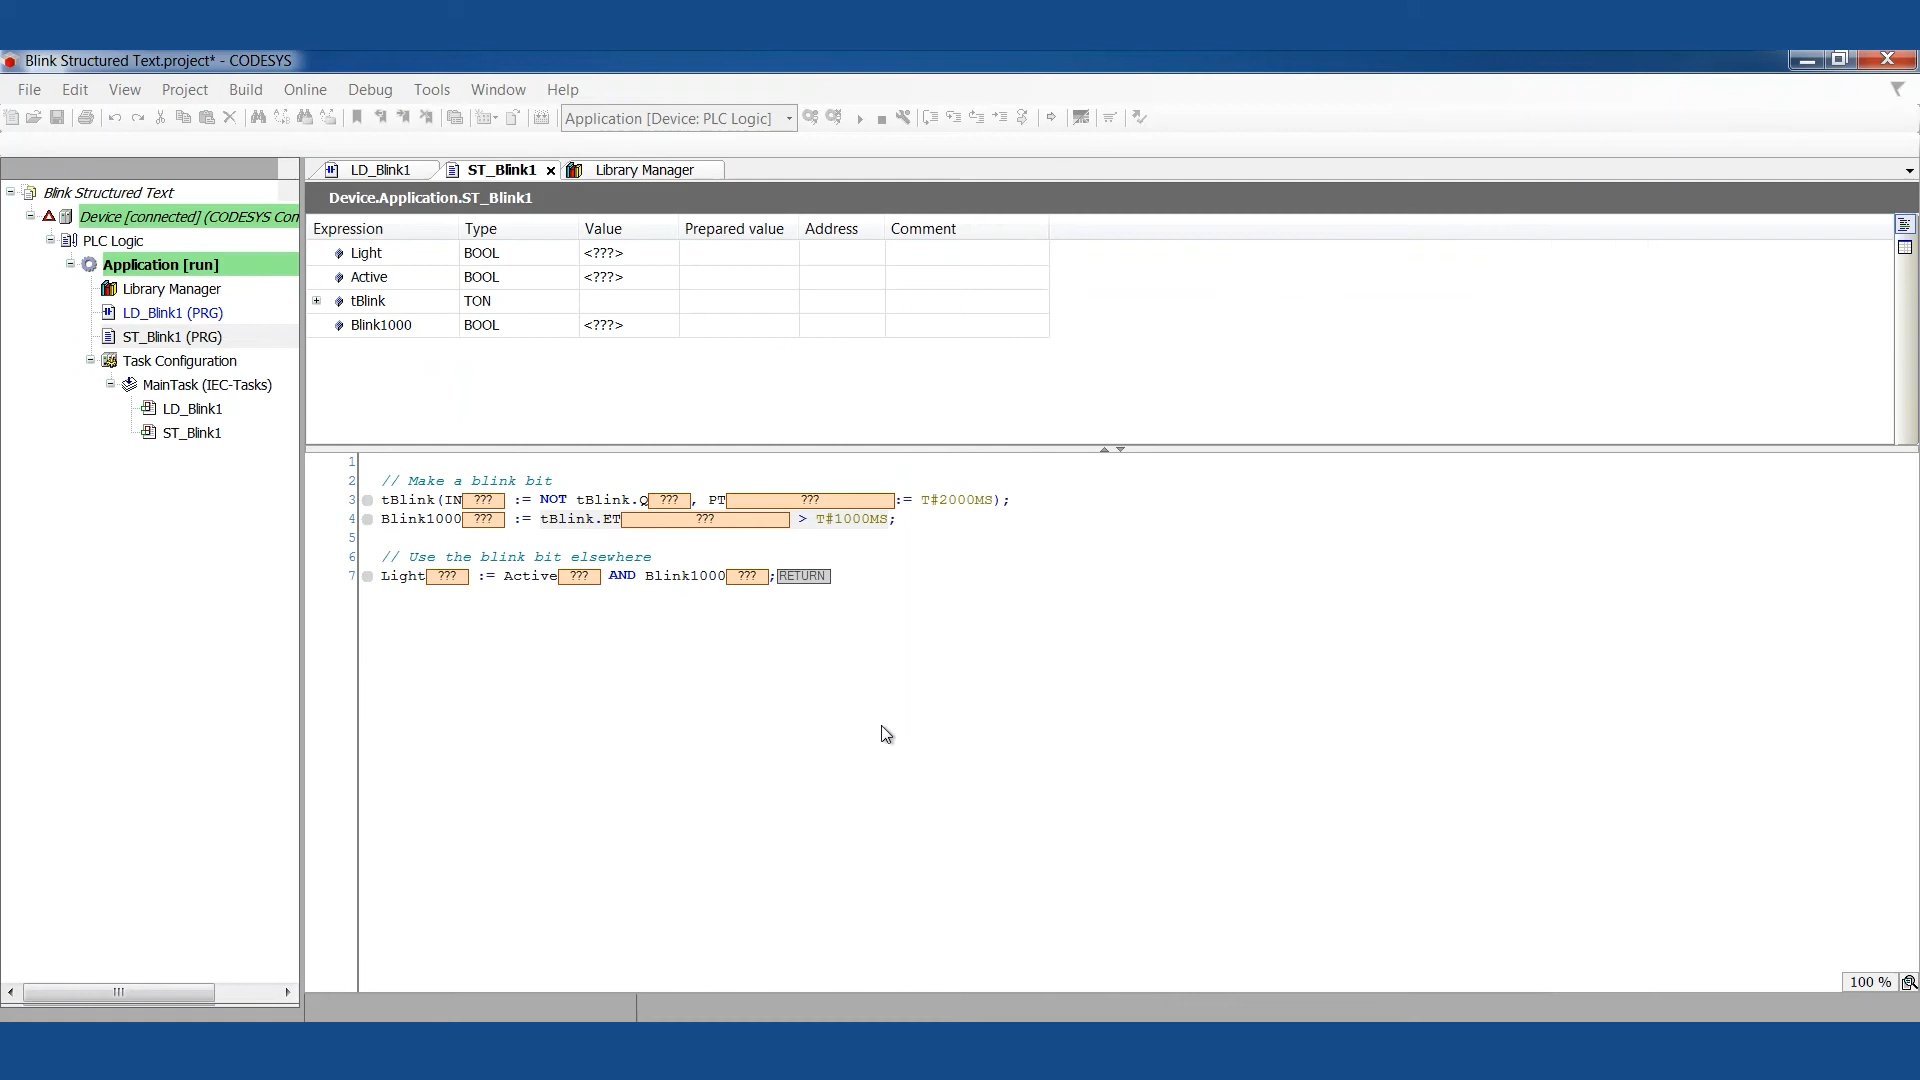 Blink Structured Text.project* - CODESYS
File Edit View Project Build Online Debug Tools Window Help
Application [Device: PLC Logic]
LD_Blink1 ST_Blink1 Library Manager
Blink Structured Text
Device [connected] (CODESYS Con
PLC Logic
Application [run]
Library Manager
LD_Blink1 (PRG)
ST_Blink1 (PRG)
Task Configuration
MainTask (IEC-Tasks)
LD_Blink1
ST_Blink1
Device.Application.ST_Blink1
Expression Type Value Prepared value Address Comment
Light BOOL <???>
Active BOOL <???>
tBlink TON
Blink1000 BOOL <???>
1
2 // Make a blink bit
3 tBlink(IN ??? := NOT tBlink.Q ??? , PT ??? := T#2000MS);
4 Blink1000 ??? := tBlink.ET ??? > T#1000MS;
5
6 // Use the blink bit elsewhere
7 Light ??? := Active ??? AND Blink1000 ??? ; RETURN
100 %